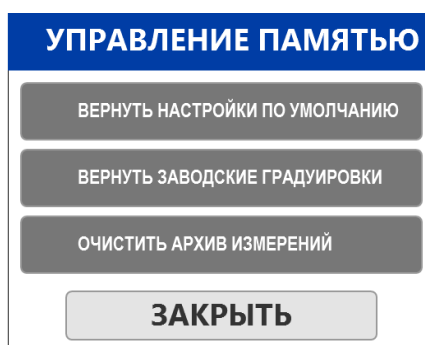 УПРАВЛЕНИЕ ПАМЯТЬЮ
ВЕРНУТЬ НАСТРОЙКИ ПО УМОЛЧАНИЮ
ВЕРНУТЬ ЗАВОДСКИЕ ГРАДУИРОВКИ
ОЧИСТИТЬ АРХИВ ИЗМЕРЕНИЙ
ЗАКРЫТЬ